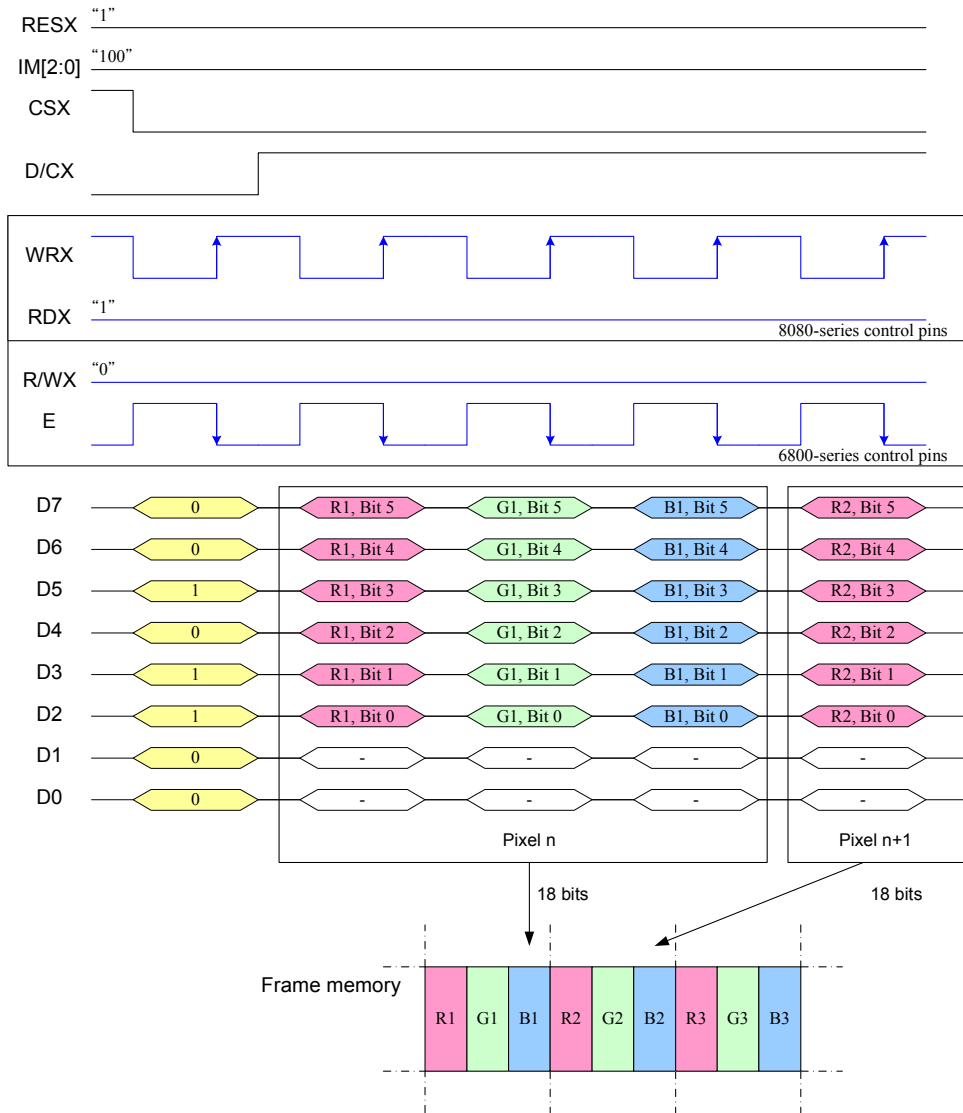 RESX “1”
IM[2:0] “100”
CSX
D/CX
WRX
RDX “1”
8080-series control pins
R/WX “0”
E
6800-series control pins
D7 0 R1, Bit 5 G1, Bit 5 B1, Bit 5 R2, Bit 5
D6 0 R1, Bit 4 G1, Bit 4 B1, Bit 4 R2, Bit 4
D5 1 R1, Bit 3 G1, Bit 3 B1, Bit 3 R2, Bit 3
D4 0 R1, Bit 2 G1, Bit 2 B1, Bit 2 R2, Bit 2
D3 1 R1, Bit 1 G1, Bit 1 B1, Bit 1 R2, Bit 1
D2 1 R1, Bit 0 G1, Bit 0 B1, Bit 0 R2, Bit 0
D1 0 - - - -
D0 0 - - - -
Pixel n Pixel n+1
18 bits 18 bits
Frame memory
R1 G1 B1 R2 G2 B2 R3 G3 B3